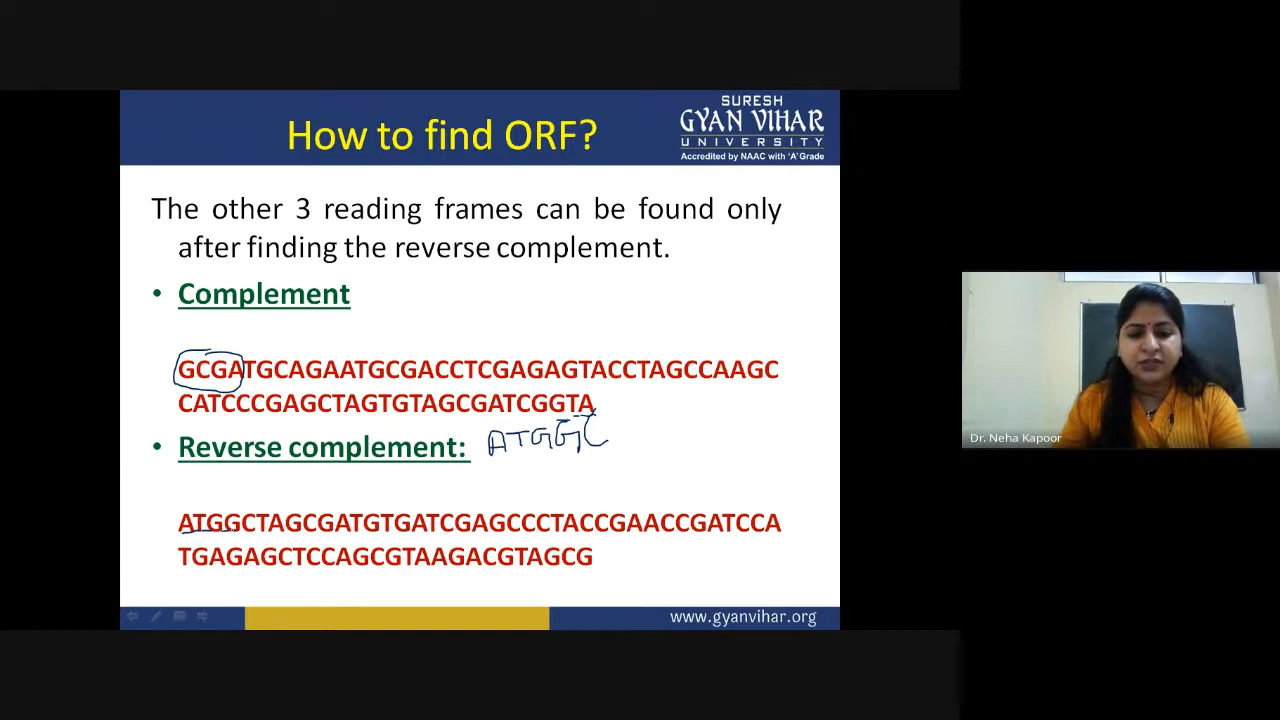 SURESH
GYAN VIHAR
UNIVERSITY
Accredited by NAAC with 'A' Grade
How to find ORF?
The other 3 reading frames can be found only
after finding the reverse complement.
• Complement
GCGATGCAGAATGCGACCTCGAGAGTACCTAGCCAAGC
CATCCCGAGCTAGTGTAGCGATCGGTA
• Reverse complement: ATGGC
ATGGCTAGCGATGTGATCGAGCCCTACCGAACCGATCCA
TGAGAGCTCCAGCGTAAGACGTAGCG
www.gyanvihar.org
Dr. Neha Kapoor